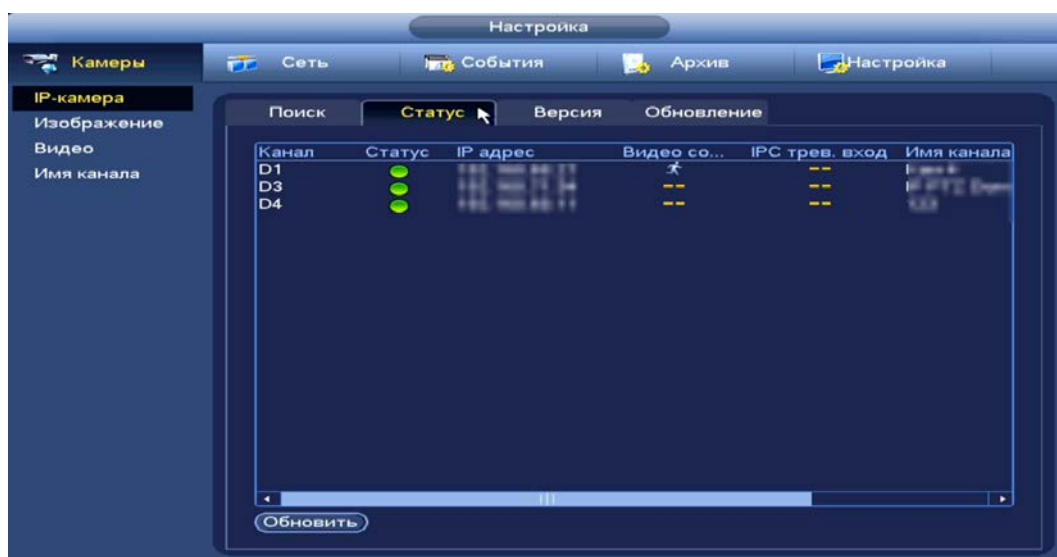 Настройка
Камеры Сеть События Архив Настройка
IP-камера
Изображение
Видео
Имя канала
Поиск Статус Версия Обновление
Канал Статус IP адрес Видео со... IPC трев. вход Имя канала
D1 -- 
D3 -- --
D4 -- --
Обновить